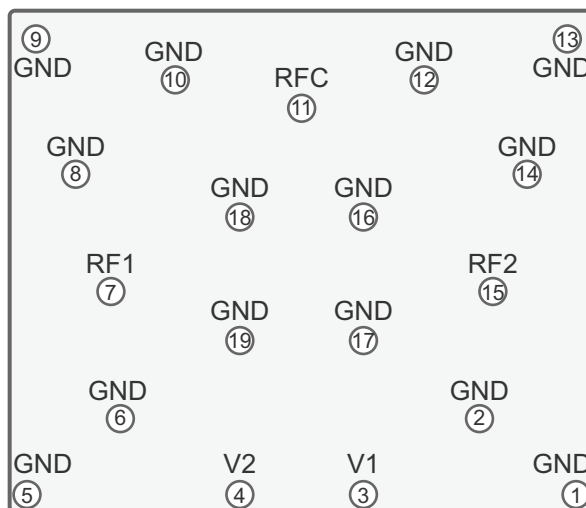 9 13
GND GND GND GND
10 12
RFC
11
GND GND
8 14
GND GND
18 16
RF1 RF2
7 15
GND GND
19 17
GND GND
6 2
GND V2 V1 GND
5 4 3 1